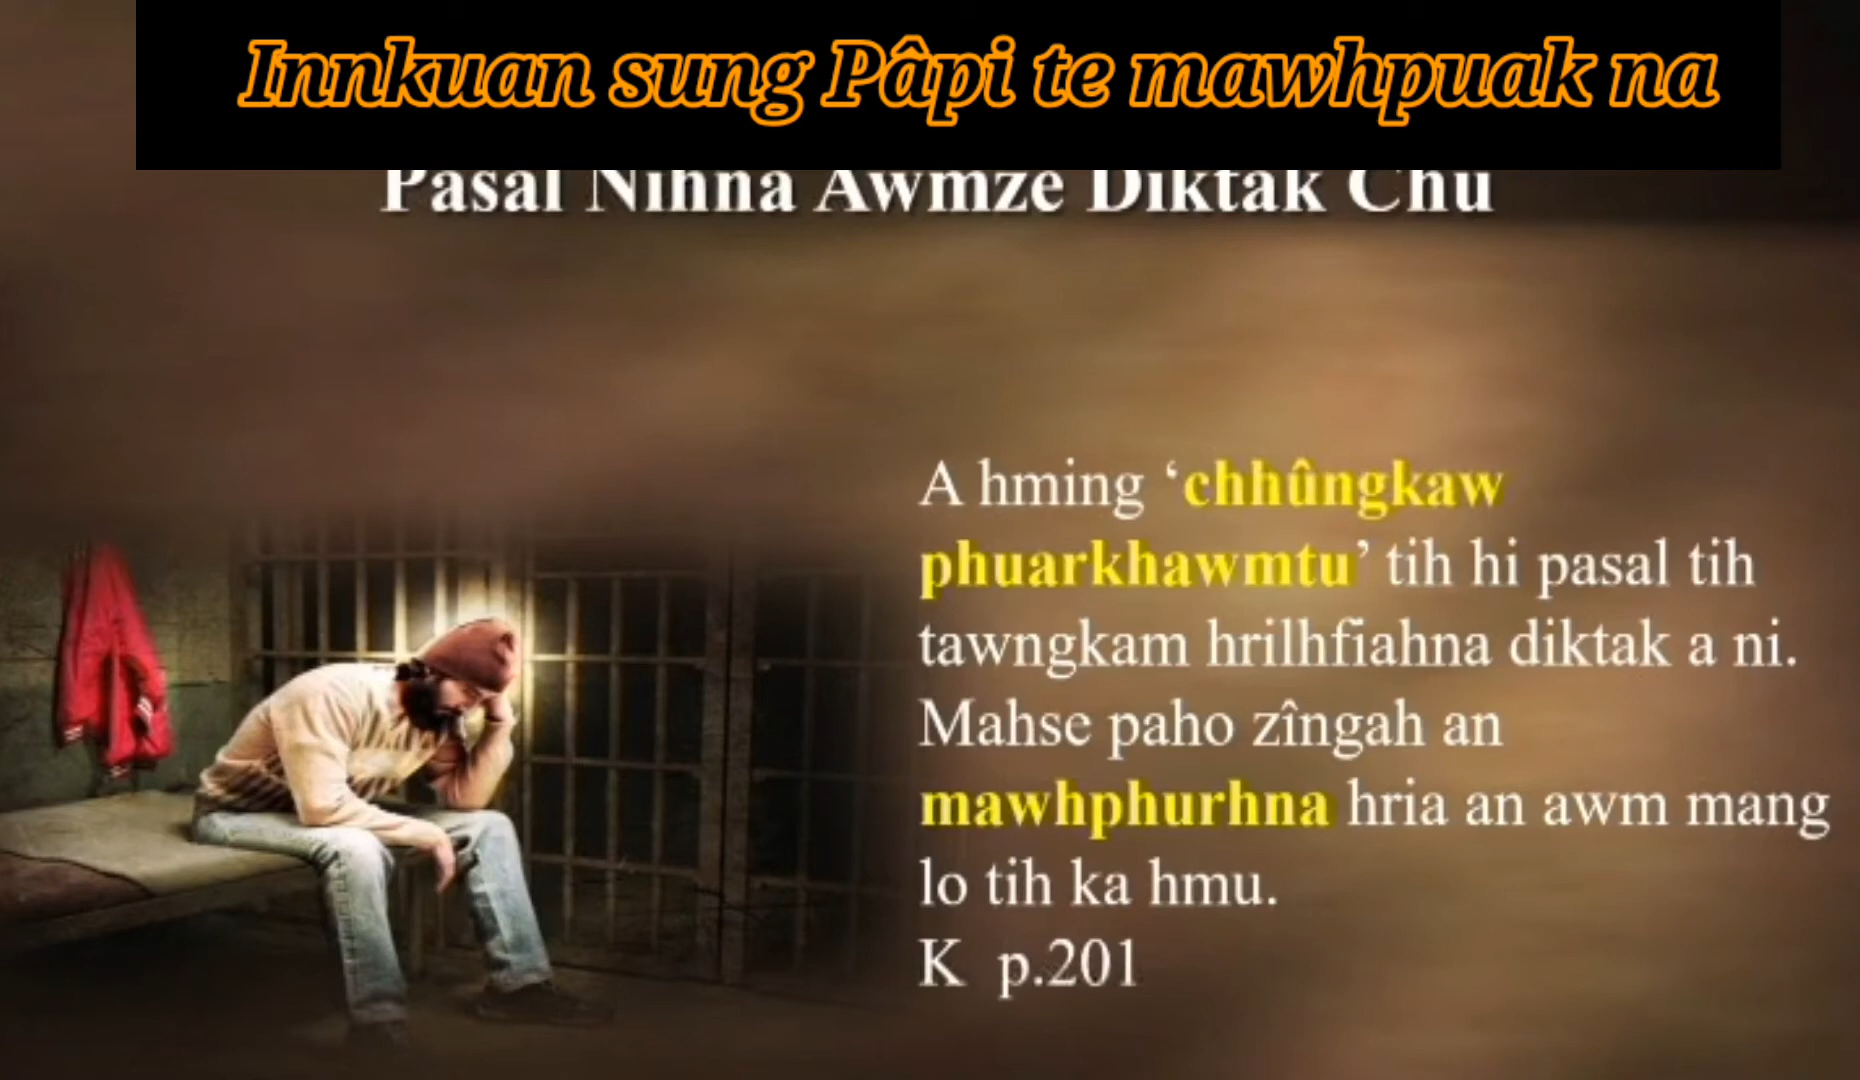 Innkuan sung Pâpi te mawhpuak na
Pasal Nihna Awmze Diktak Chu
A hming ‘chhûngkaw
phuarkhawmtu’ tih hi pasal tih
tawngkam hrilhfiahna diktak a ni.
Mahse paho zîngah an
mawhphurhna hria an awm mang
lo tih ka hmu.
K p.201